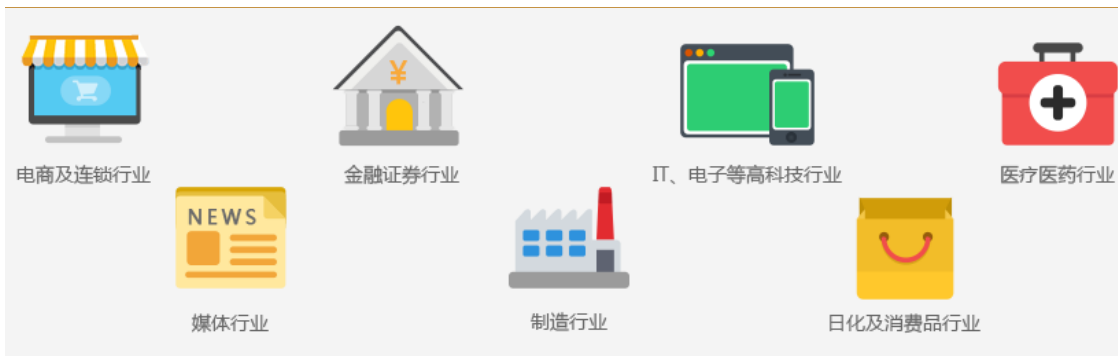 ¥
电商及连锁行业
金融证券行业
IT、电子等高科技行业
医疗医药行业
NEWS
媒体行业
制造行业
日化及消费品行业